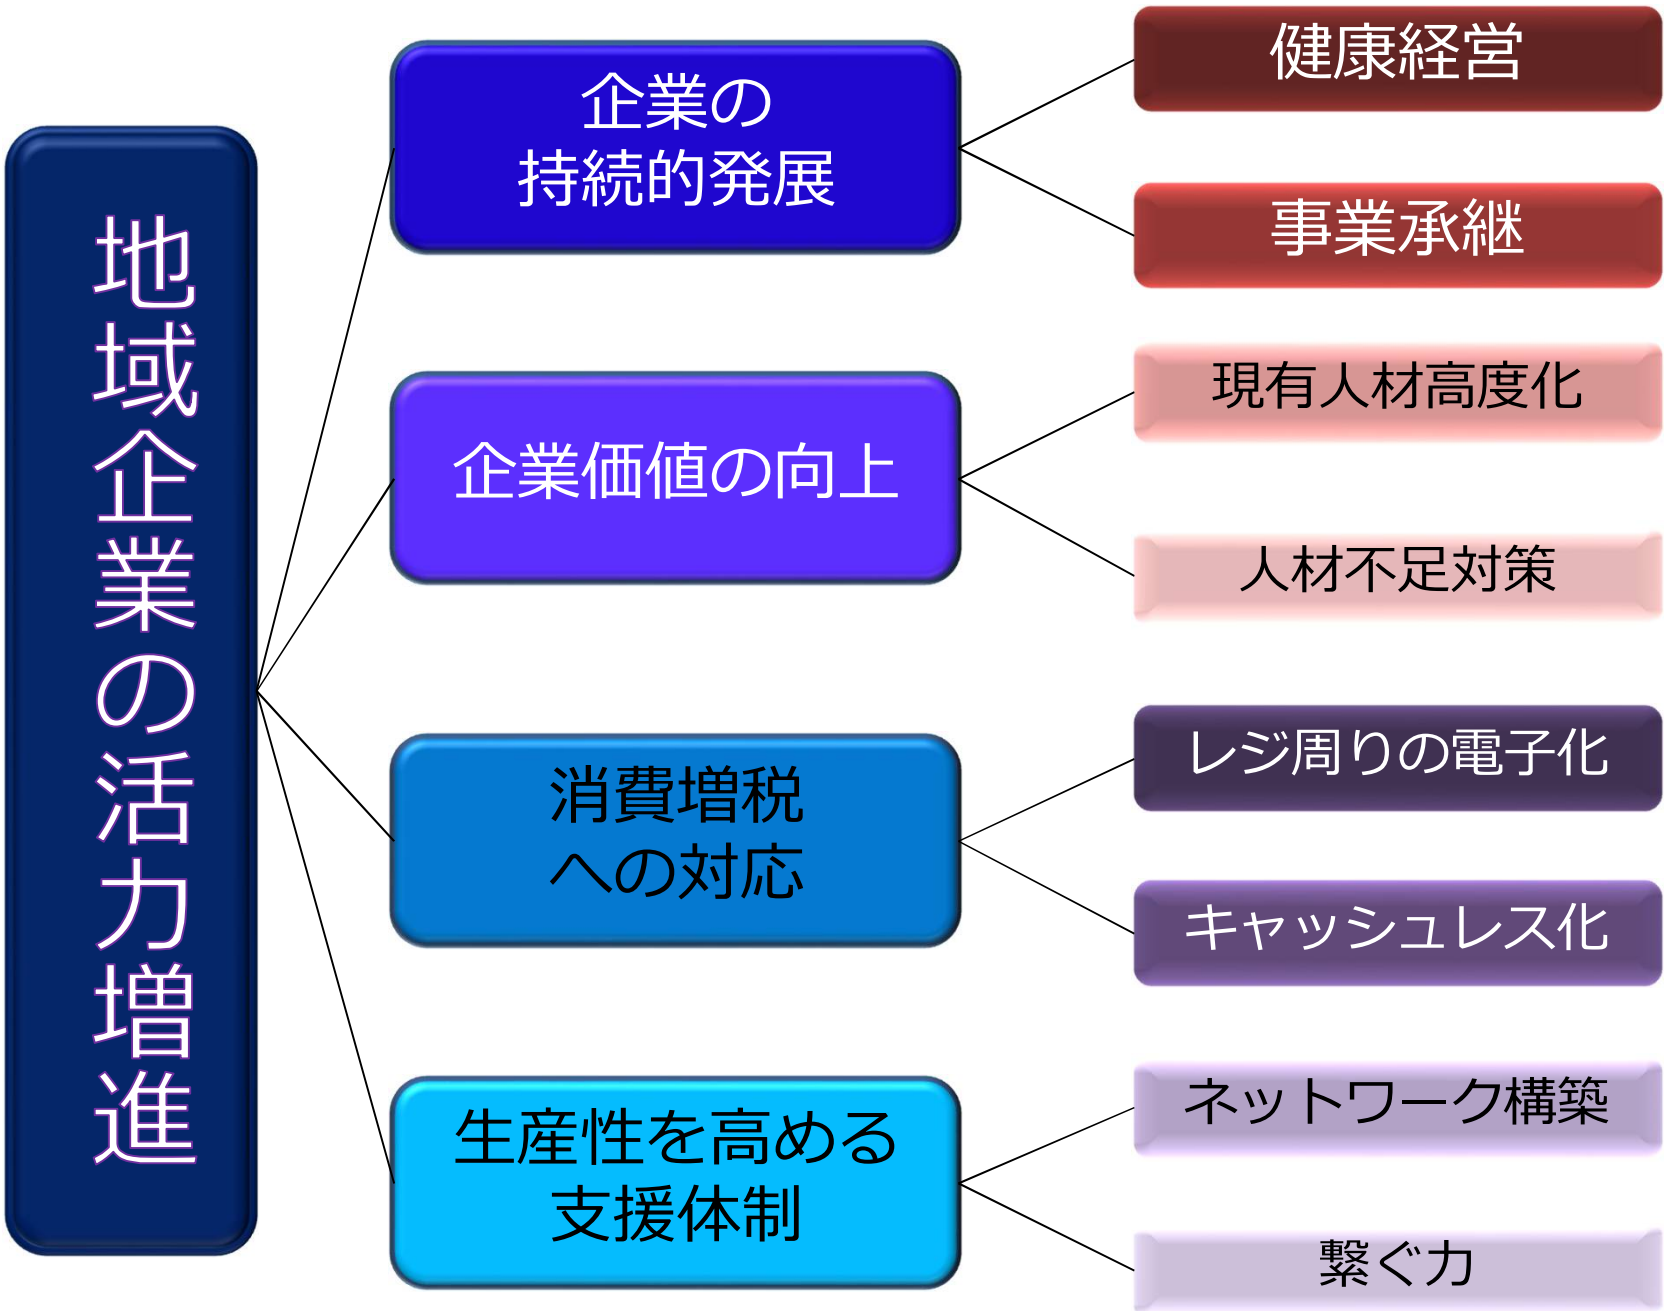 地域企業の活力増進
企業の
持続的発展
健康経営
事業承継
企業価値の向上
現有人材高度化
人材不足対策
消費増税
への対応
レジ周りの電子化
キャッシュレス化
生産性を高める
支援体制
ネットワーク構築
繋ぐ力